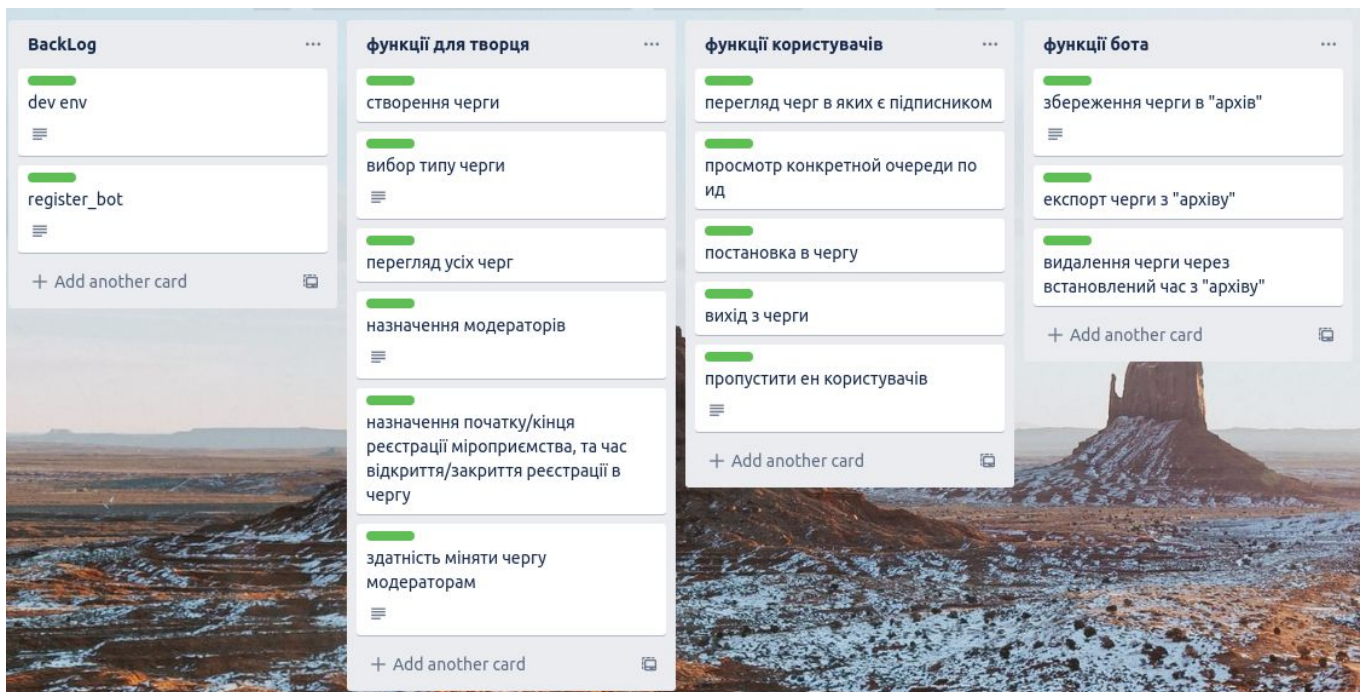 BackLog
dev env
register_bot
+ Add another card
функції для творця
створення черги
вибор типу черги
перегляд усіх черг
назначення модераторів
назначення початку/кінця
реєстрації міроприємства, та час
відкриття/закриття реєстрації в
чергу
здатність міняти чергу
модераторам
+ Add another card
функції користувачів
перегляд черг в яких є підписником
просмотр конкретной очереди по
ид
постановка в чергу
вихід з черги
пропустити ен користувачів
+ Add another card
функції бота
збереження черги в "архів"
експорт черги з "архіву"
видалення черги через
встановлений час з "архіву"
+ Add another card